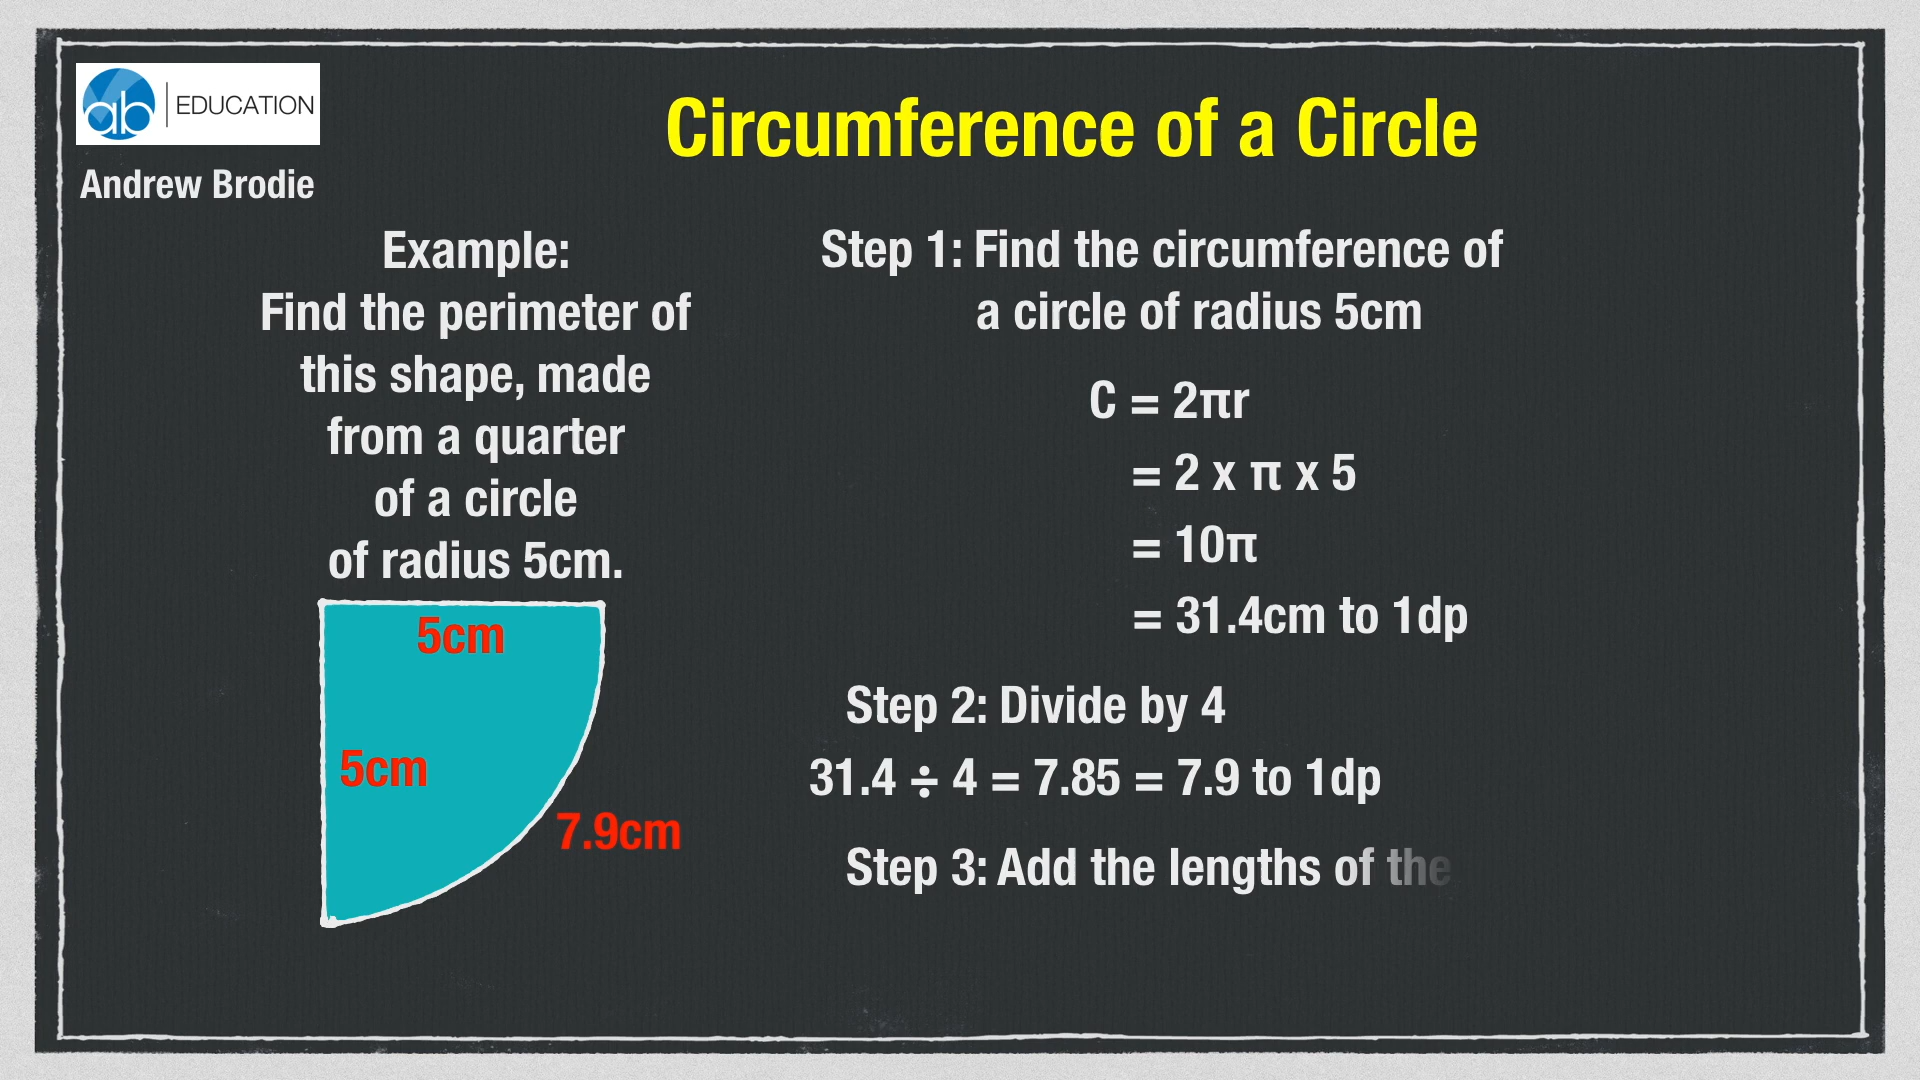 ab EDUCATION
Andrew Brodie
Circumference of a Circle
Example:
Find the perimeter of
this shape, made
from a quarter
of a circle
of radius 5cm.
5cm
5cm
7.9cm
Step 1: Find the circumference of
a circle of radius 5cm
C = 2πr
= 2 x π x 5
= 10π
= 31.4cm to 1dp
Step 2: Divide by 4
31.4 ÷ 4 = 7.85 = 7.9 to 1dp
Step 3: Add the lengths of the